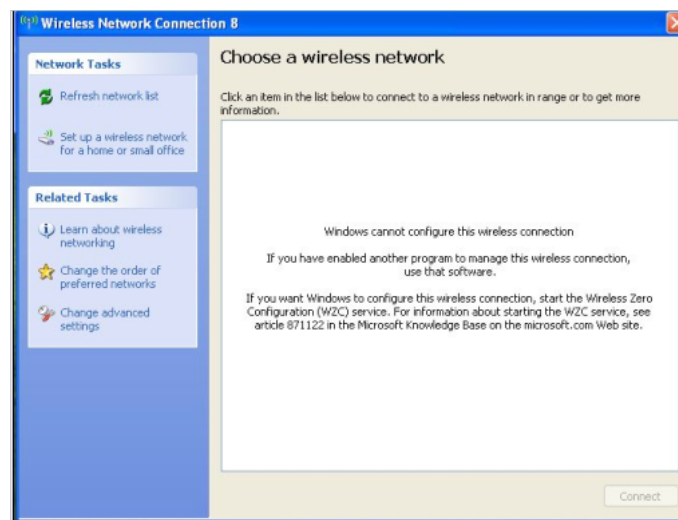 Wireless Network Connection 8
Network Tasks
Refresh network list
Set up a wireless network
for a home or small office
Related Tasks
Learn about wireless
networking
Change the order of
preferred networks
Change advanced
settings
Choose a wireless network
Click an item in the list below to connect to a wireless network in range or to get more
information.
Windows cannot configure this wireless connection
If you have enabled another program to manage this wireless connection,
use that software.
If you want Windows to configure this wireless connection, start the Wireless Zero
Configuration (WZC) service. For information about starting the WZC service, see
article 871122 in the Microsoft Knowledge Base on the microsoft.com Web site.
Connect